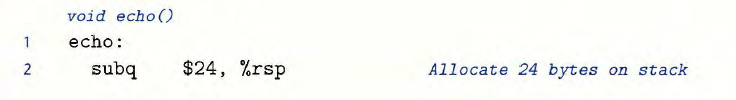 void echo()
1 echo:
2 subq $24, %rsp Allocate 24 bytes on stack